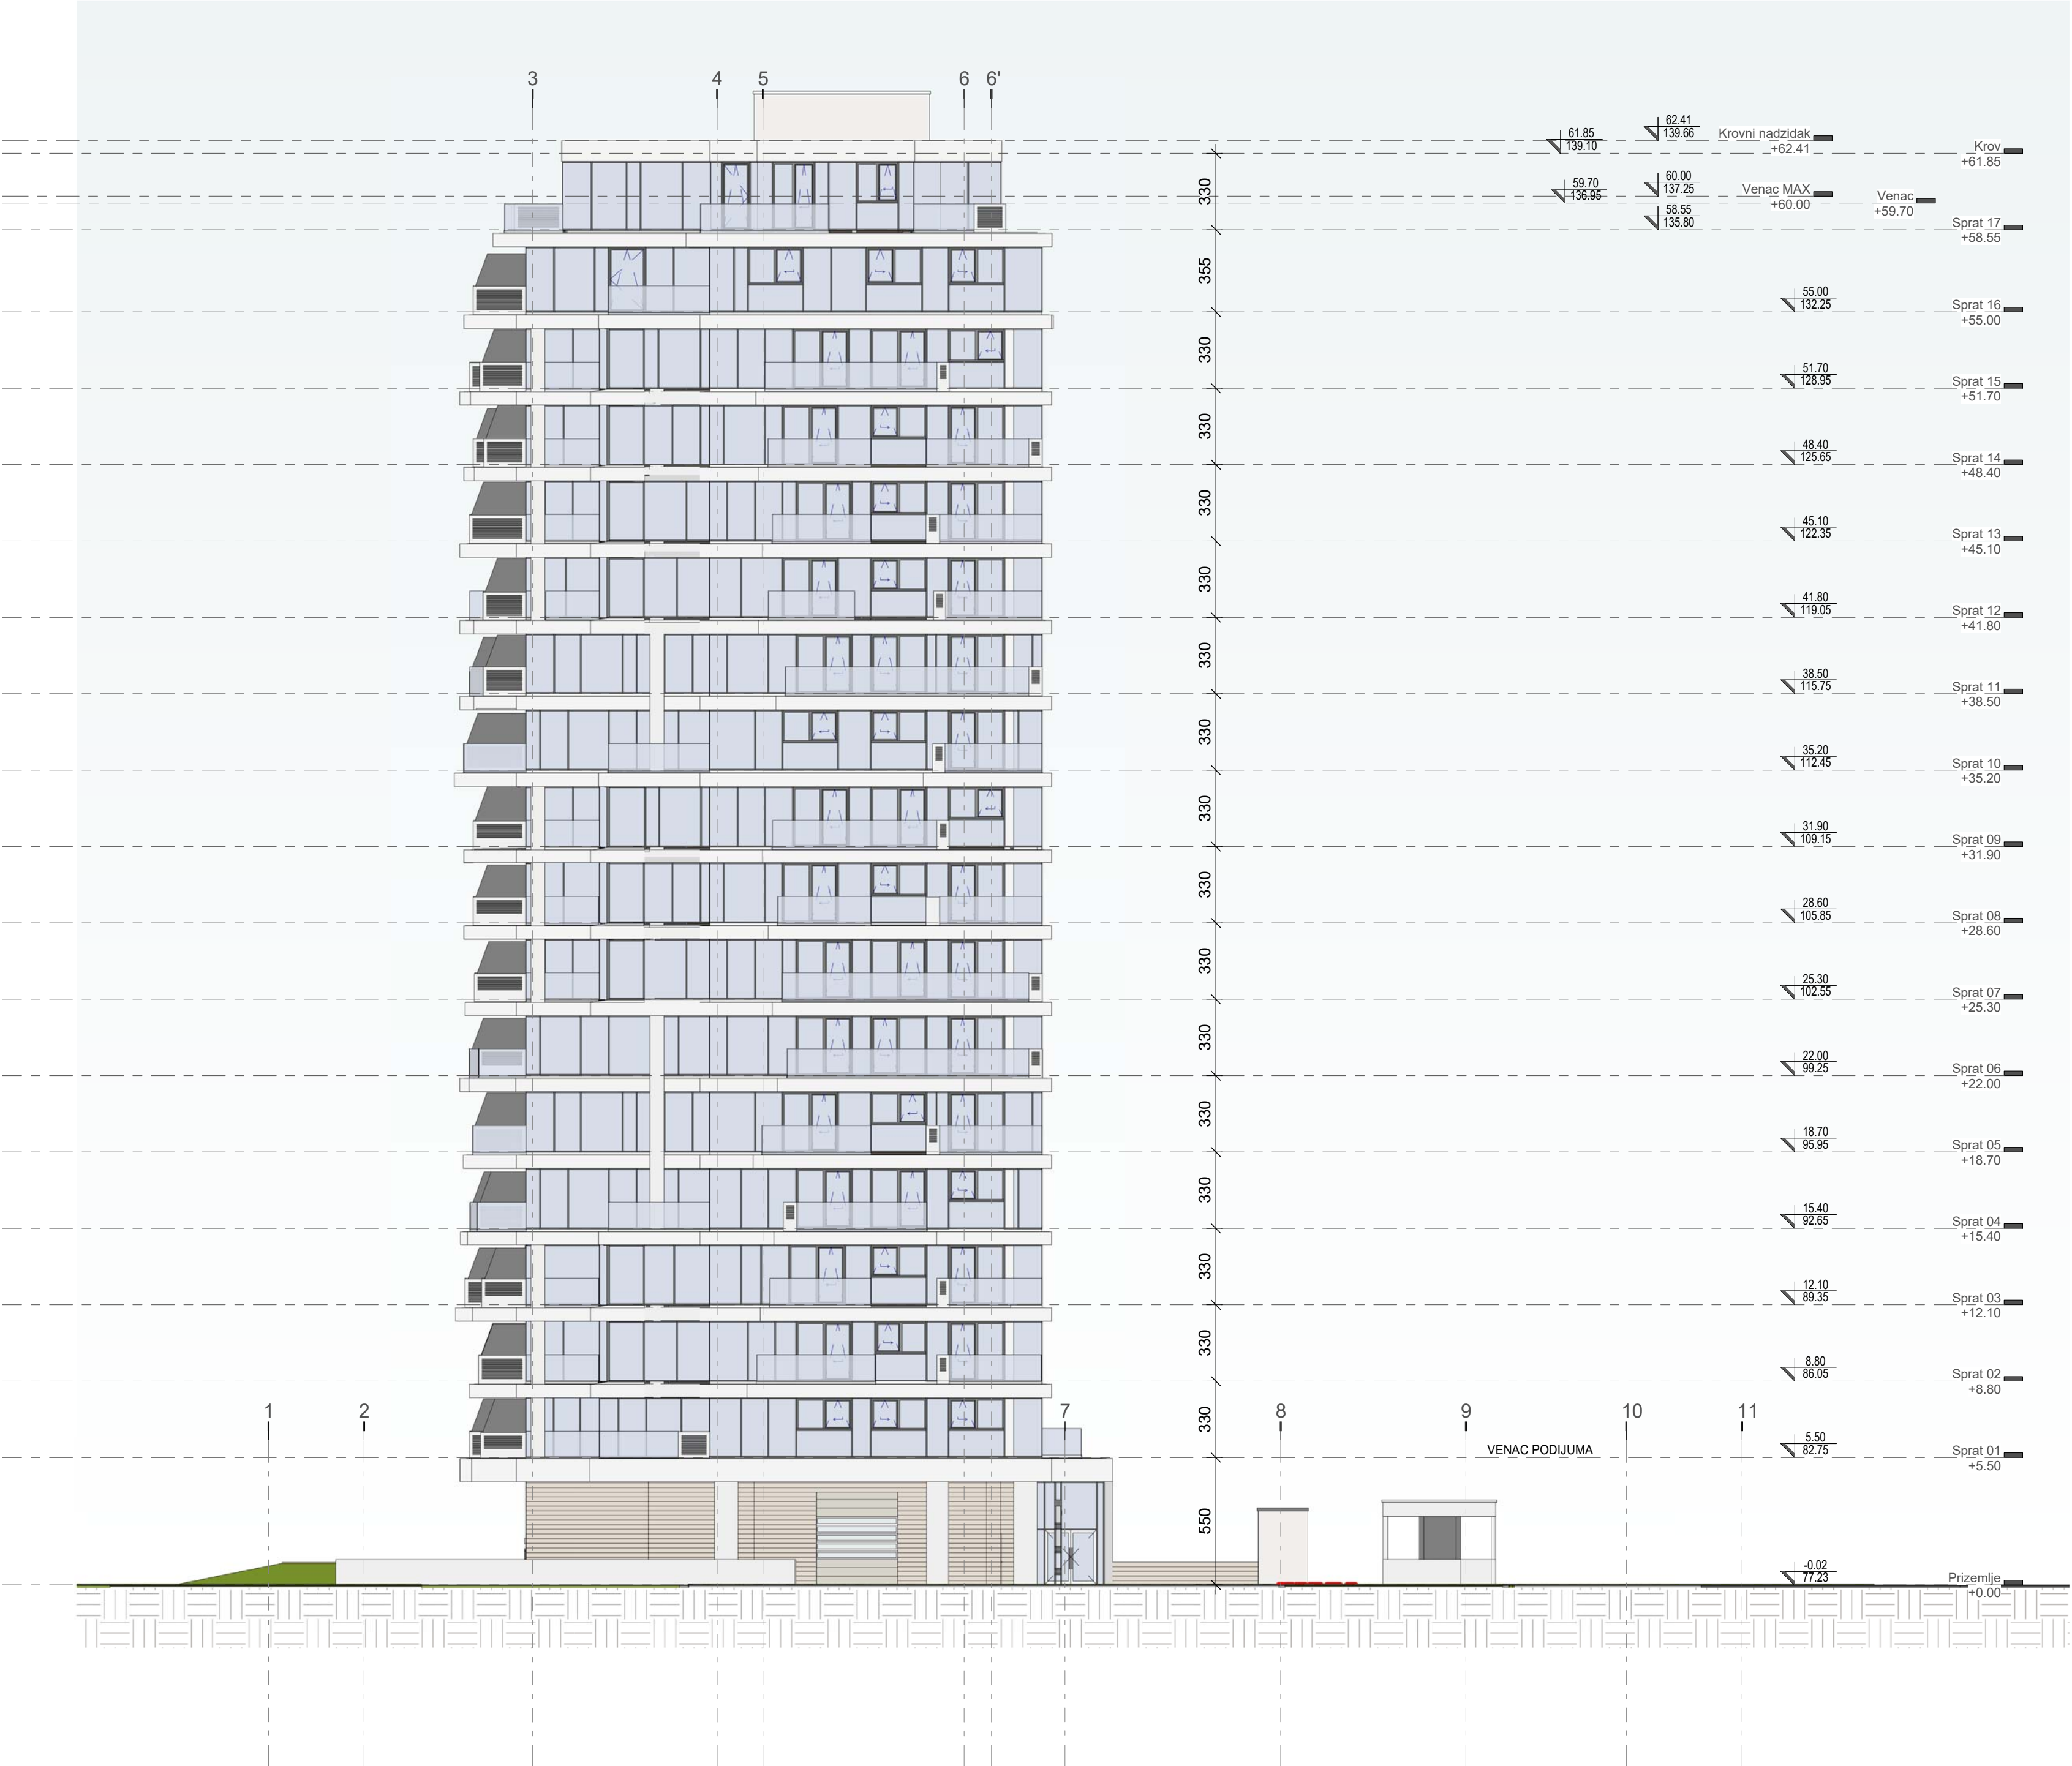 3 4 5 6 6'
62.41
61.85 139.66 Krovni nadzidak
139.10 +62.41 Krov
+61.85
330
60.00
59.70 137.25 Venac MAX
136.95 +60.00 Venac
+59.70
58.55
135.80 Sprat 17
+58.55
355
55.00
132.25 Sprat 16
+55.00
330
51.70
128.95 Sprat 15
+51.70
330
48.40
125.65 Sprat 14
+48.40
330
45.10
122.35 Sprat 13
+45.10
330
41.80
119.05 Sprat 12
+41.80
330
38.50
115.75 Sprat 11
+38.50
330
35.20
112.45 Sprat 10
+35.20
330
31.90
109.15 Sprat 09
+31.90
330
28.60
105.85 Sprat 08
+28.60
330
25.30
102.55 Sprat 07
+25.30
330
22.00
99.25 Sprat 06
+22.00
330
18.70
95.95 Sprat 05
+18.70
330
15.40
92.65 Sprat 04
+15.40
330
12.10
89.35 Sprat 03
+12.10
330
8.80
86.05 Sprat 02
+8.80
1 2 7 8 9 10 11
330
5.50
VENAC PODIJUMA 82.75 Sprat 01
+5.50
550
-0.02
77.23 Prizemlje
+0.00